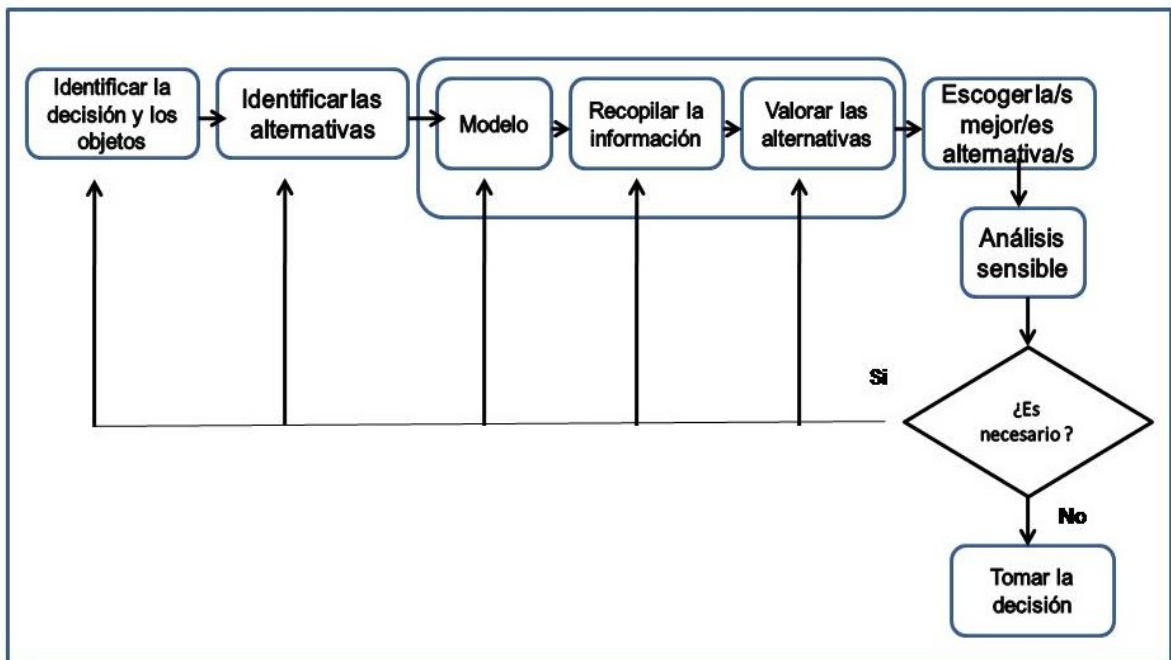 Identificar la
decisión y los
objetos
Identificar las
alternativas
Modelo
Recopilar la
información
Valorar las
alternativas
Escoger la/s
mejor/es
alternativa/s
Análisis
sensible
Si
¿Es
necesario ?
No
Tomar la
decisión